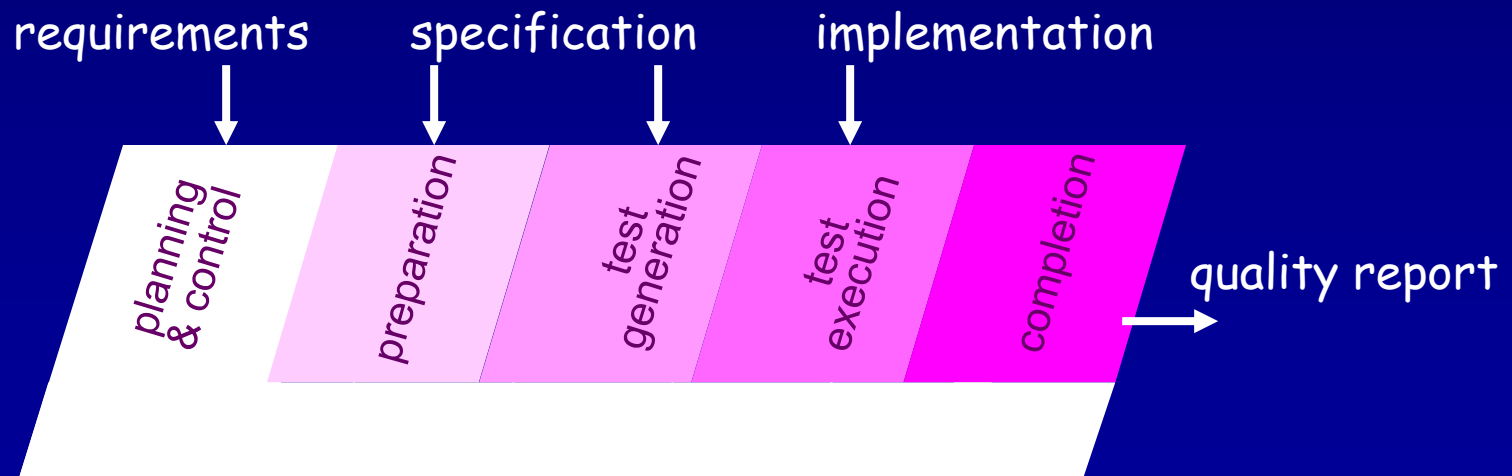 requirements specification implementation
planning
& control
preparation
test
generation
test
execution
completion
quality report